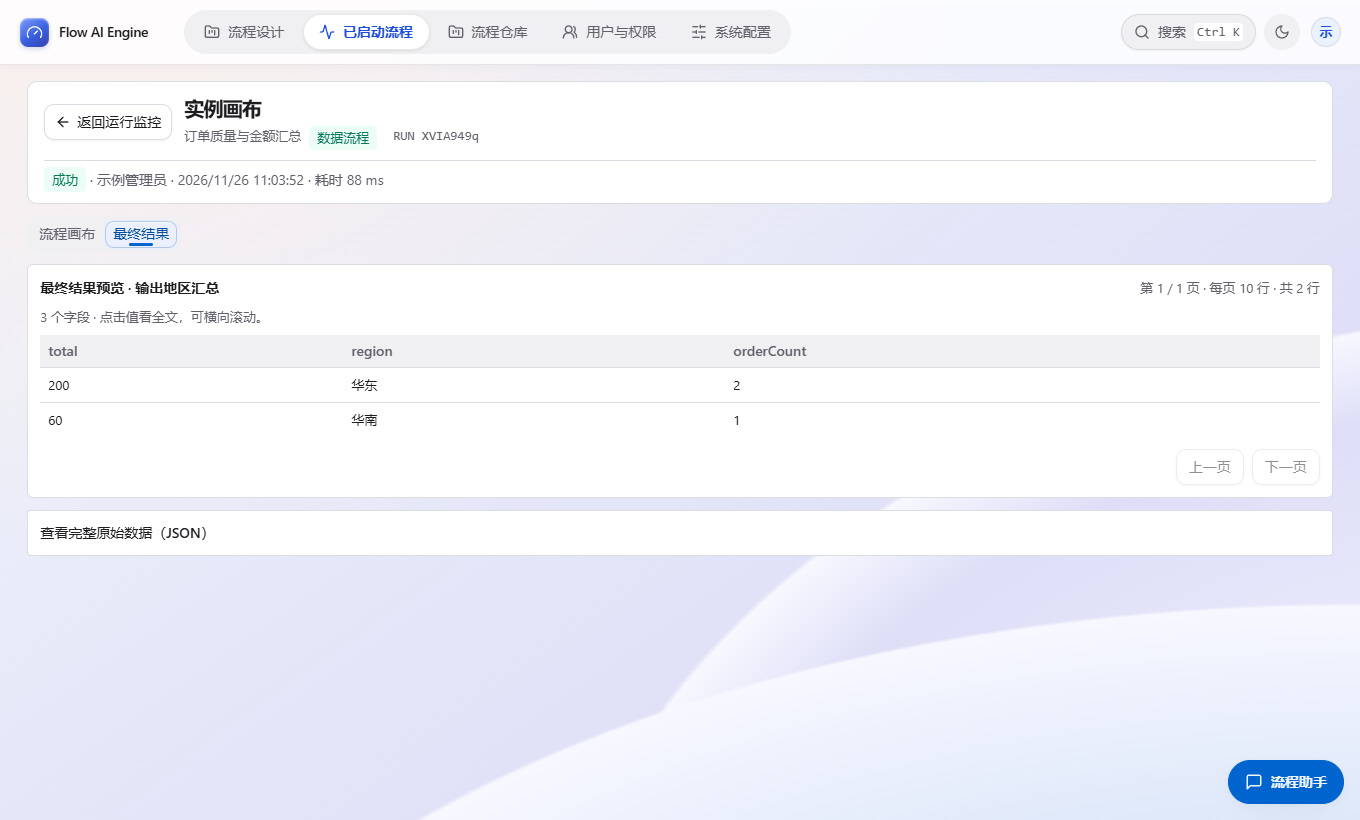 Flow AI Engine 流程设计 已启动流程 流程仓库 用户与权限 系统配置 搜索 Ctrl K 示
返回运行监控
实例画布
订单质量与金额汇总 数据流程 RUN XVIA949q
成功 · 示例管理员 · 2026/11/26 11:03:52 · 耗时 88 ms
流程画布 最终结果
最终结果预览 · 输出地区汇总 第 1 / 1 页 · 每页 10 行 · 共 2 行
3 个字段 · 点击值看全文，可横向滚动。
total region orderCount
200 华东 2
60 华南 1
上一页 下一页
查看完整原始数据（JSON）
流程助手